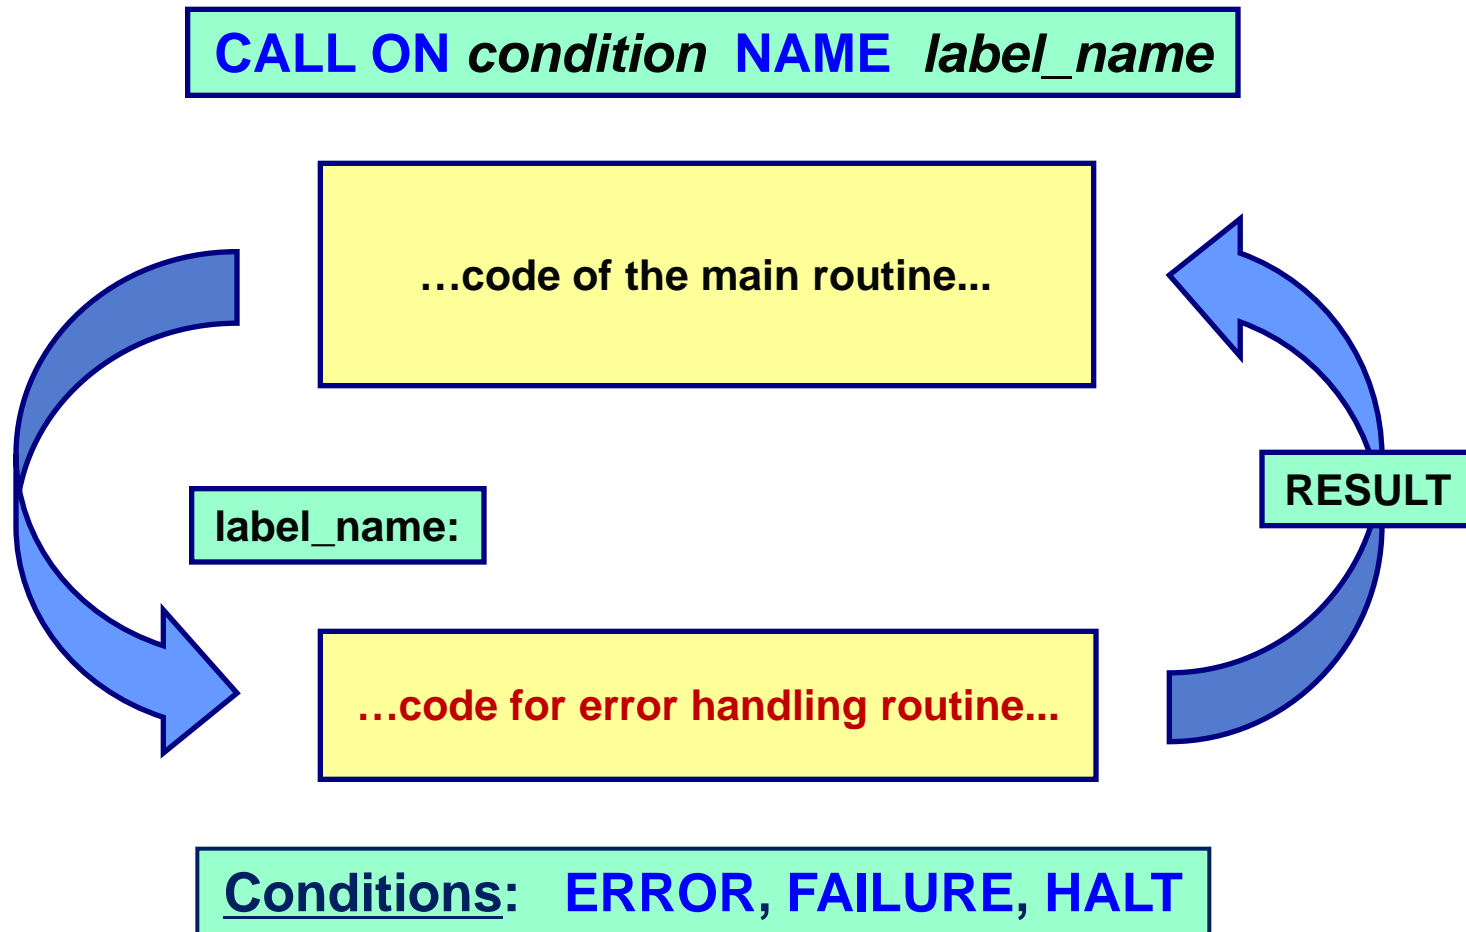 CALL ON condition NAME label_name
…code of the main routine...
RESULT
label_name:
…code for error handling routine...
Conditions: ERROR, FAILURE, HALT